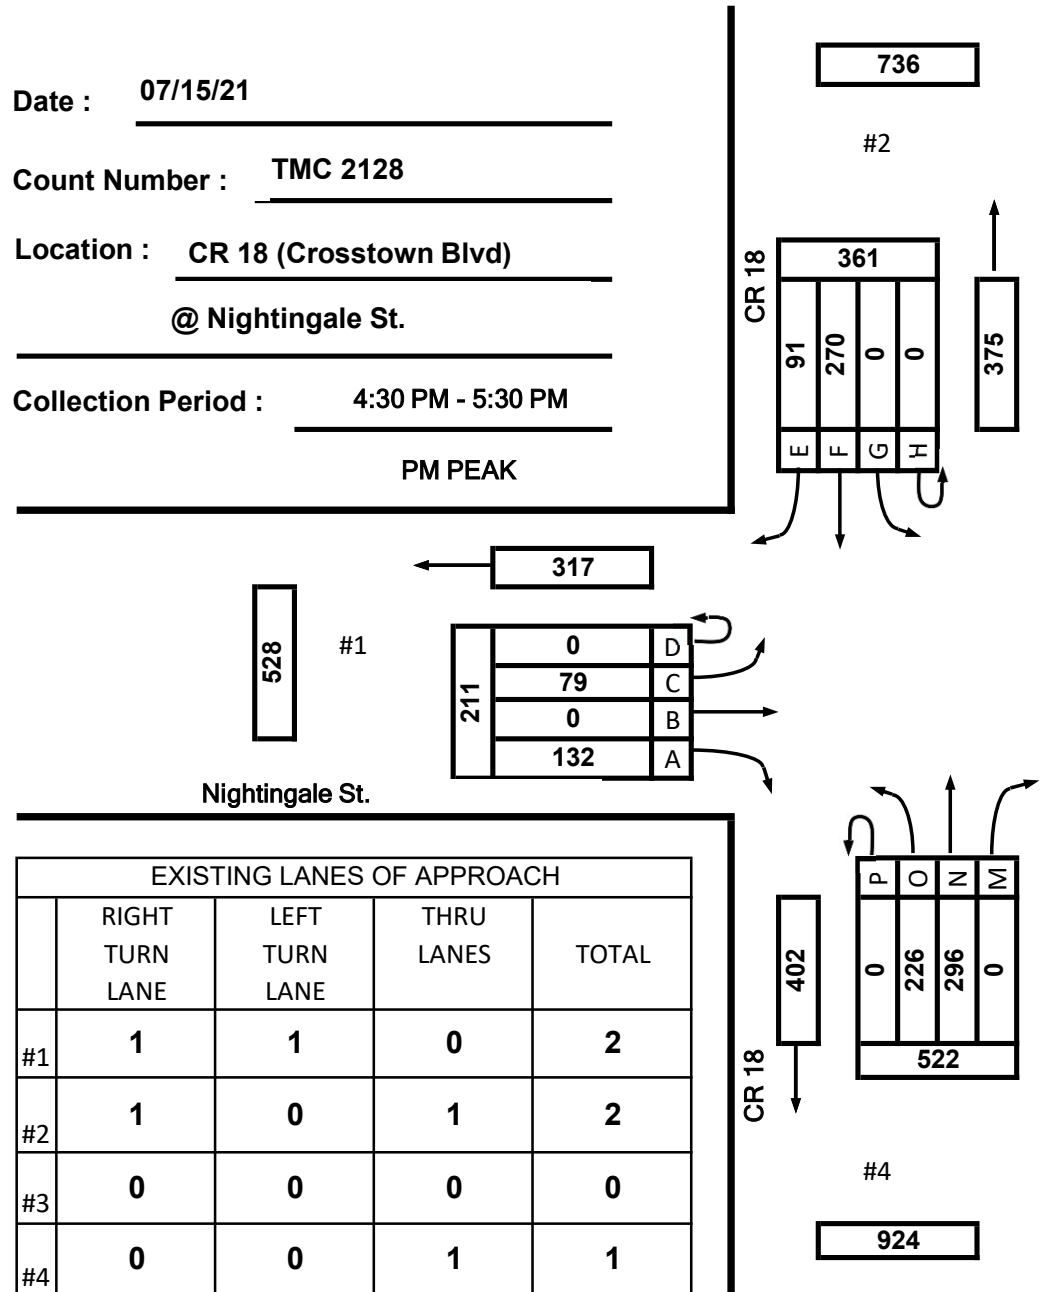 Date : 07/15/21
Count Number : TMC 2128
Location : CR 18 (Crosstown Blvd)
@ Nightingale St.
Collection Period : 4:30 PM - 5:30 PM
PM PEAK
736
#2
CR 18
361
91 270 0 0
E F G H
375
317
528
#1
211
0 D
79 C
0 B
132 A
Nightingale St.
EXISTING LANES OF APPROACH
RIGHT TURN LANE LEFT TURN LANE THRU LANES TOTAL
#1 1 1 0 2
#2 1 0 1 2
#3 0 0 0 0
#4 0 0 1 1
402
CR 18
P O N M
0 226 296 0
522
#4
924